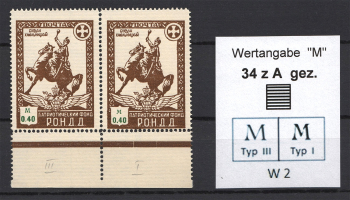 ПОЧТА
ПОЧТА
М
0.40
М
0.40
ПАТРИОТИЧЕСКИЙ ФОНД
РОНДД
ПАТРИОТИЧЕСКИЙ ФОНД
РОНДД
III
I
Wertangabe "M"
34 z A gez.
M
Typ III
M
Typ I
W 2